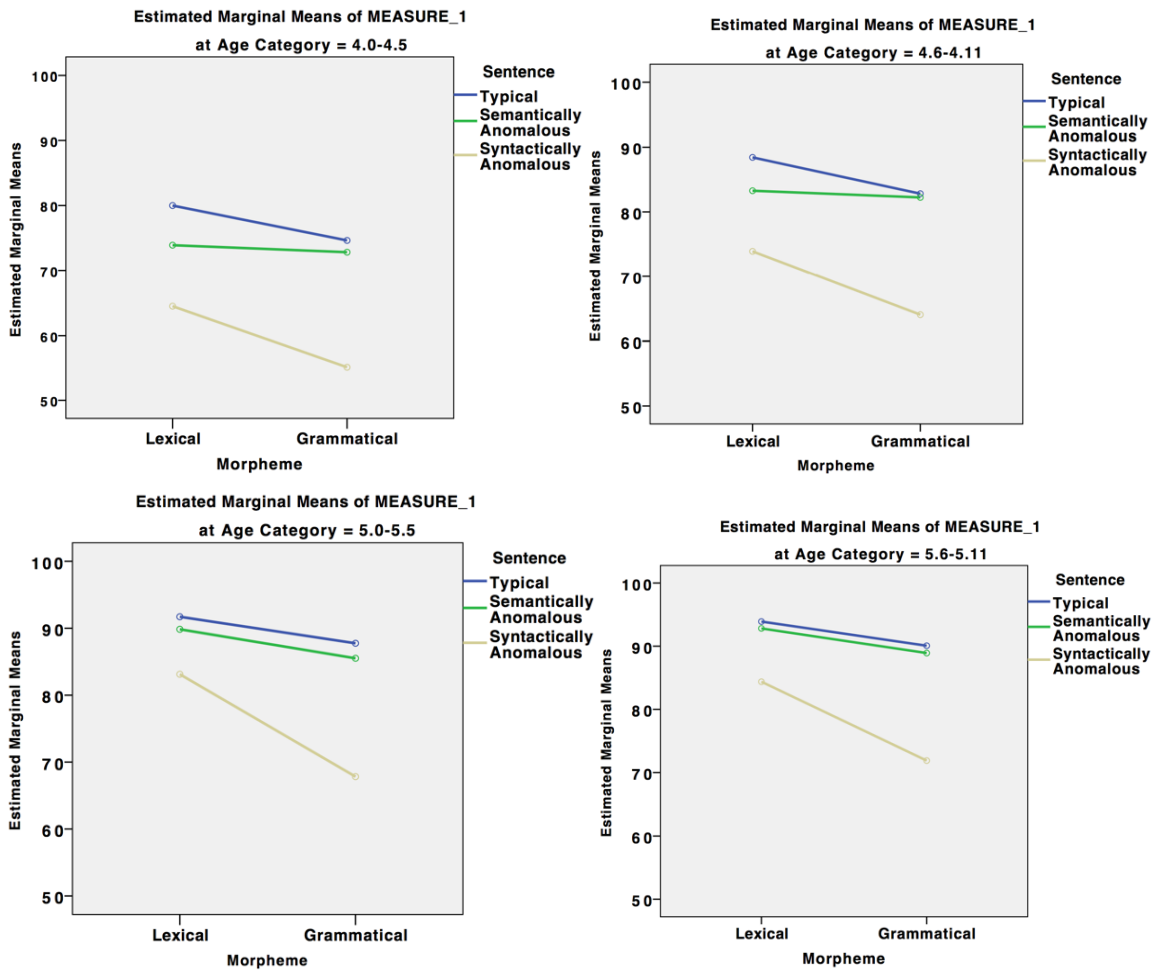 Estimated Marginal Means of MEASURE_1
at Age Category = 4.0-4.5
Sentence
Typical
Semantically
Anomalous
Syntactically
Anomalous
Estimated Marginal Means
100
90
80
70
60
50
Lexical
Grammatical
Morpheme
Estimated Marginal Means of MEASURE_1
at Age Category = 4.6-4.11
Sentence
Typical
Semantically
Anomalous
Syntactically
Anomalous
Estimated Marginal Means
100
90
80
70
60
50
Lexical
Grammatical
Morpheme
Estimated Marginal Means of MEASURE_1
at Age Category = 5.0-5.5
Sentence
Typical
Semantically
Anomalous
Syntactically
Anomalous
Estimated Marginal Means
100
90
80
70
60
50
Lexical
Grammatical
Morpheme
Estimated Marginal Means of MEASURE_1
at Age Category = 5.6-5.11
Sentence
Typical
Semantically
Anomalous
Syntactically
Anomalous
Estimated Marginal Means
100
90
80
70
60
50
Lexical
Grammatical
Morpheme